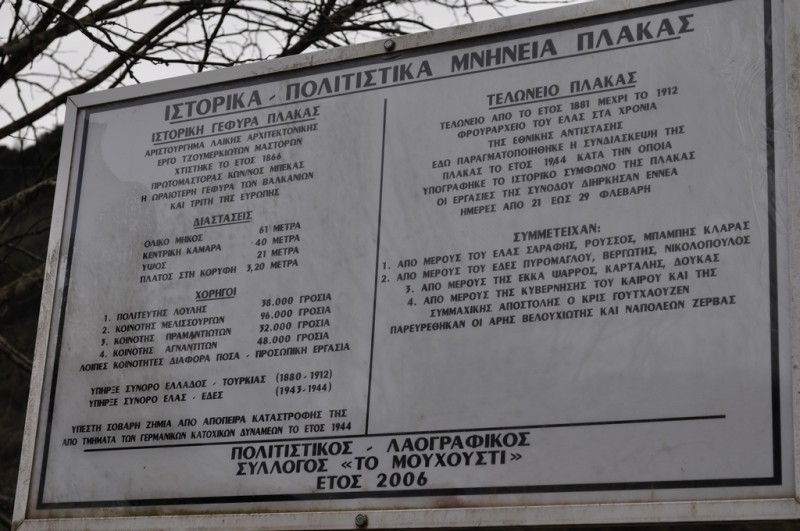 ΙΣΤΟΡΙΚΑ - ΠΟΛΙΤΙΣΤΙΚΑ ΜΝΗΝΕΙΑ ΠΛΑΚΑΣ
ΙΣΤΟΡΙΚΗ ΓΕΦΥΡΑ ΠΛΑΚΑΣ
ΑΡΙΣΤΟΥΡΓΗΜΑ ΛΑΙΚΗΣ ΑΡΧΙΤΕΚΤΟΝΙΚΗΣ
ΕΡΓΟ ΤΖΟΥΜΕΡΚΙΩΤΩΝ ΜΑΣΤΟΡΩΝ
ΧΤΙΣΤΗΚΕ ΤΟ ΕΤΟΣ 1866
ΠΡΩΤΟΜΑΣΤΟΡΑΣ ΚΩΝ/ΝΟΣ ΜΠΕΚΑΣ
Η ΩΡΑΙΟΤΕΡΗ ΓΕΦΥΡΑ ΤΩΝ ΒΑΛΚΑΝΙΩΝ
ΚΑΙ ΤΡΙΤΗ ΤΗΣ ΕΥΡΩΠΗΣ
ΔΙΑΣΤΑΣΕΙΣ
ΟΛΙΚΟ ΜΗΚΟΣ 61 ΜΕΤΡΑ
ΚΕΝΤΡΙΚΗ ΚΑΜΑΡΑ 40 ΜΕΤΡΑ
ΥΨΟΣ 21 ΜΕΤΡΑ
ΠΛΑΤΟΣ ΣΤΗ ΚΟΡΥΦΗ 3,20 ΜΕΤΡΑ
ΧΟΡΗΓΟΙ
1. ΠΟΛΙΤΕΥΤΗΣ ΛΟΥΛΗΣ 38.000 ΓΡΟΣΙΑ
2. ΚΟΙΝΟΤΗΣ ΜΕΛΙΣΣΟΥΡΓΩΝ 96.000 ΓΡΟΣΙΑ
3. ΚΟΙΝΟΤΗΣ ΠΡΑΜΑΝΤΙΩΤΩΝ 32.000 ΓΡΟΣΙΑ
4. ΚΟΙΝΟΤΗΣ ΑΓΝΑΝΤΙΤΩΝ 48.000 ΓΡΟΣΙΑ
ΛΟΙΠΕΣ ΚΟΙΝΟΤΗΤΕΣ ΔΙΑΦΟΡΑ ΠΟΣΑ - ΠΡΟΣΩΠΙΚΗ ΕΡΓΑΣΙΑ
ΥΠΗΡΞΕ ΣΥΝΟΡΟ ΕΛΛΑΔΟΣ - ΤΟΥΡΚΙΑΣ (1880-1912)
ΥΠΗΡΞΕ ΣΥΝΟΡΟ ΕΛΑΣ - ΕΔΕΣ (1943-1944)
ΥΠΕΣΤΗ ΣΟΒΑΡΗ ΖΗΜΙΑ ΑΠΟ ΑΠΟΠΕΙΡΑ ΚΑΤΑΣΤΡΟΦΗΣ ΤΗΣ
ΑΠΟ ΤΜΗΜΑΤΑ ΤΩΝ ΓΕΡΜΑΝΙΚΩΝ ΚΑΤΟΧΙΚΩΝ ΔΥΝΑΜΕΩΝ ΤΟ ΕΤΟΣ 1944
ΤΕΛΩΝΕΙΟ ΠΛΑΚΑΣ
ΤΕΛΩΝΕΙΟ ΑΠΟ ΤΟ ΕΤΟΣ 1881 ΜΕΧΡΙ ΤΟ 1912
ΦΡΟΥΡΑΡΧΕΙΟ ΤΟΥ ΕΛΑΣ ΣΤΑ ΧΡΟΝΙΑ
ΤΗΣ ΕΘΝΙΚΗΣ ΑΝΤΙΣΤΑΣΗΣ
ΕΔΩ ΠΑΡΑΓΜΑΤΟΠΟΙΗΘΗΚΕ Η ΣΥΝΔΙΑΣΚΕΨΗ ΤΗΣ
ΠΛΑΚΑΣ ΤΟ ΕΤΟΣ 1944 ΚΑΤΑ ΤΗΝ ΟΠΟΙΑ
ΥΠΟΓΡΑΦΗΚΕ ΤΟ ΙΣΤΟΡΙΚΟ ΣΥΜΦΩΝΟ ΤΗΣ ΠΛΑΚΑΣ
ΟΙ ΕΡΓΑΣΙΕΣ ΤΗΣ ΣΥΝΟΔΟΥ ΔΙΗΡΚΗΣΑΝ ΕΝΝΕΑ
ΗΜΕΡΕΣ ΑΠΟ 21 ΕΩΣ 29 ΦΛΕΒΑΡΗ
ΣΥΜΜΕΤΕΙΧΑΝ:
1. ΑΠΟ ΜΕΡΟΥΣ ΤΟΥ ΕΛΑΣ ΣΑΡΑΦΗΣ, ΡΟΥΣΣΟΣ, ΜΠΑΜΠΗΣ ΚΛΑΡΑΣ
2. ΑΠΟ ΜΕΡΟΥΣ ΤΟΥ ΕΔΕΣ ΠΥΡΟΜΑΓΛΟΥ, ΒΕΡΓΩΤΗΣ, ΝΙΚΟΛΟΠΟΥΛΟΣ
3. ΑΠΟ ΜΕΡΟΥΣ ΤΗΣ ΕΚΚΑ ΨΑΡΡΟΣ, ΚΑΡΤΑΛΗΣ, ΔΟΥΚΑΣ
4. ΑΠΟ ΜΕΡΟΥΣ ΤΗΣ ΚΥΒΕΡΝΗΣΗΣ ΤΟΥ ΚΑΙΡΟΥ ΚΑΙ ΤΗΣ
ΣΥΜΜΑΧΙΚΗΣ ΑΠΟΣΤΟΛΗΣ Ο ΚΡΙΣ ΓΟΥΤΧΑΟΥΖΕΝ
ΠΑΡΕΥΡΕΘΗΚΑΝ ΟΙ ΑΡΗΣ ΒΕΛΟΥΧΙΩΤΗΣ ΚΑΙ ΝΑΠΟΛΕΩΝ ΖΕΡΒΑΣ
ΠΟΛΙΤΙΣΤΙΚΟΣ - ΛΑΟΓΡΑΦΙΚΟΣ
ΣΥΛΛΟΓΟΣ «ΤΟ ΜΟΥΧΟΥΣΤΙ»
ΕΤΟΣ 2006